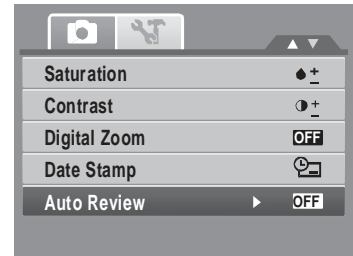 Saturation
Contrast
Digital Zoom OFF
Date Stamp
Auto Review OFF